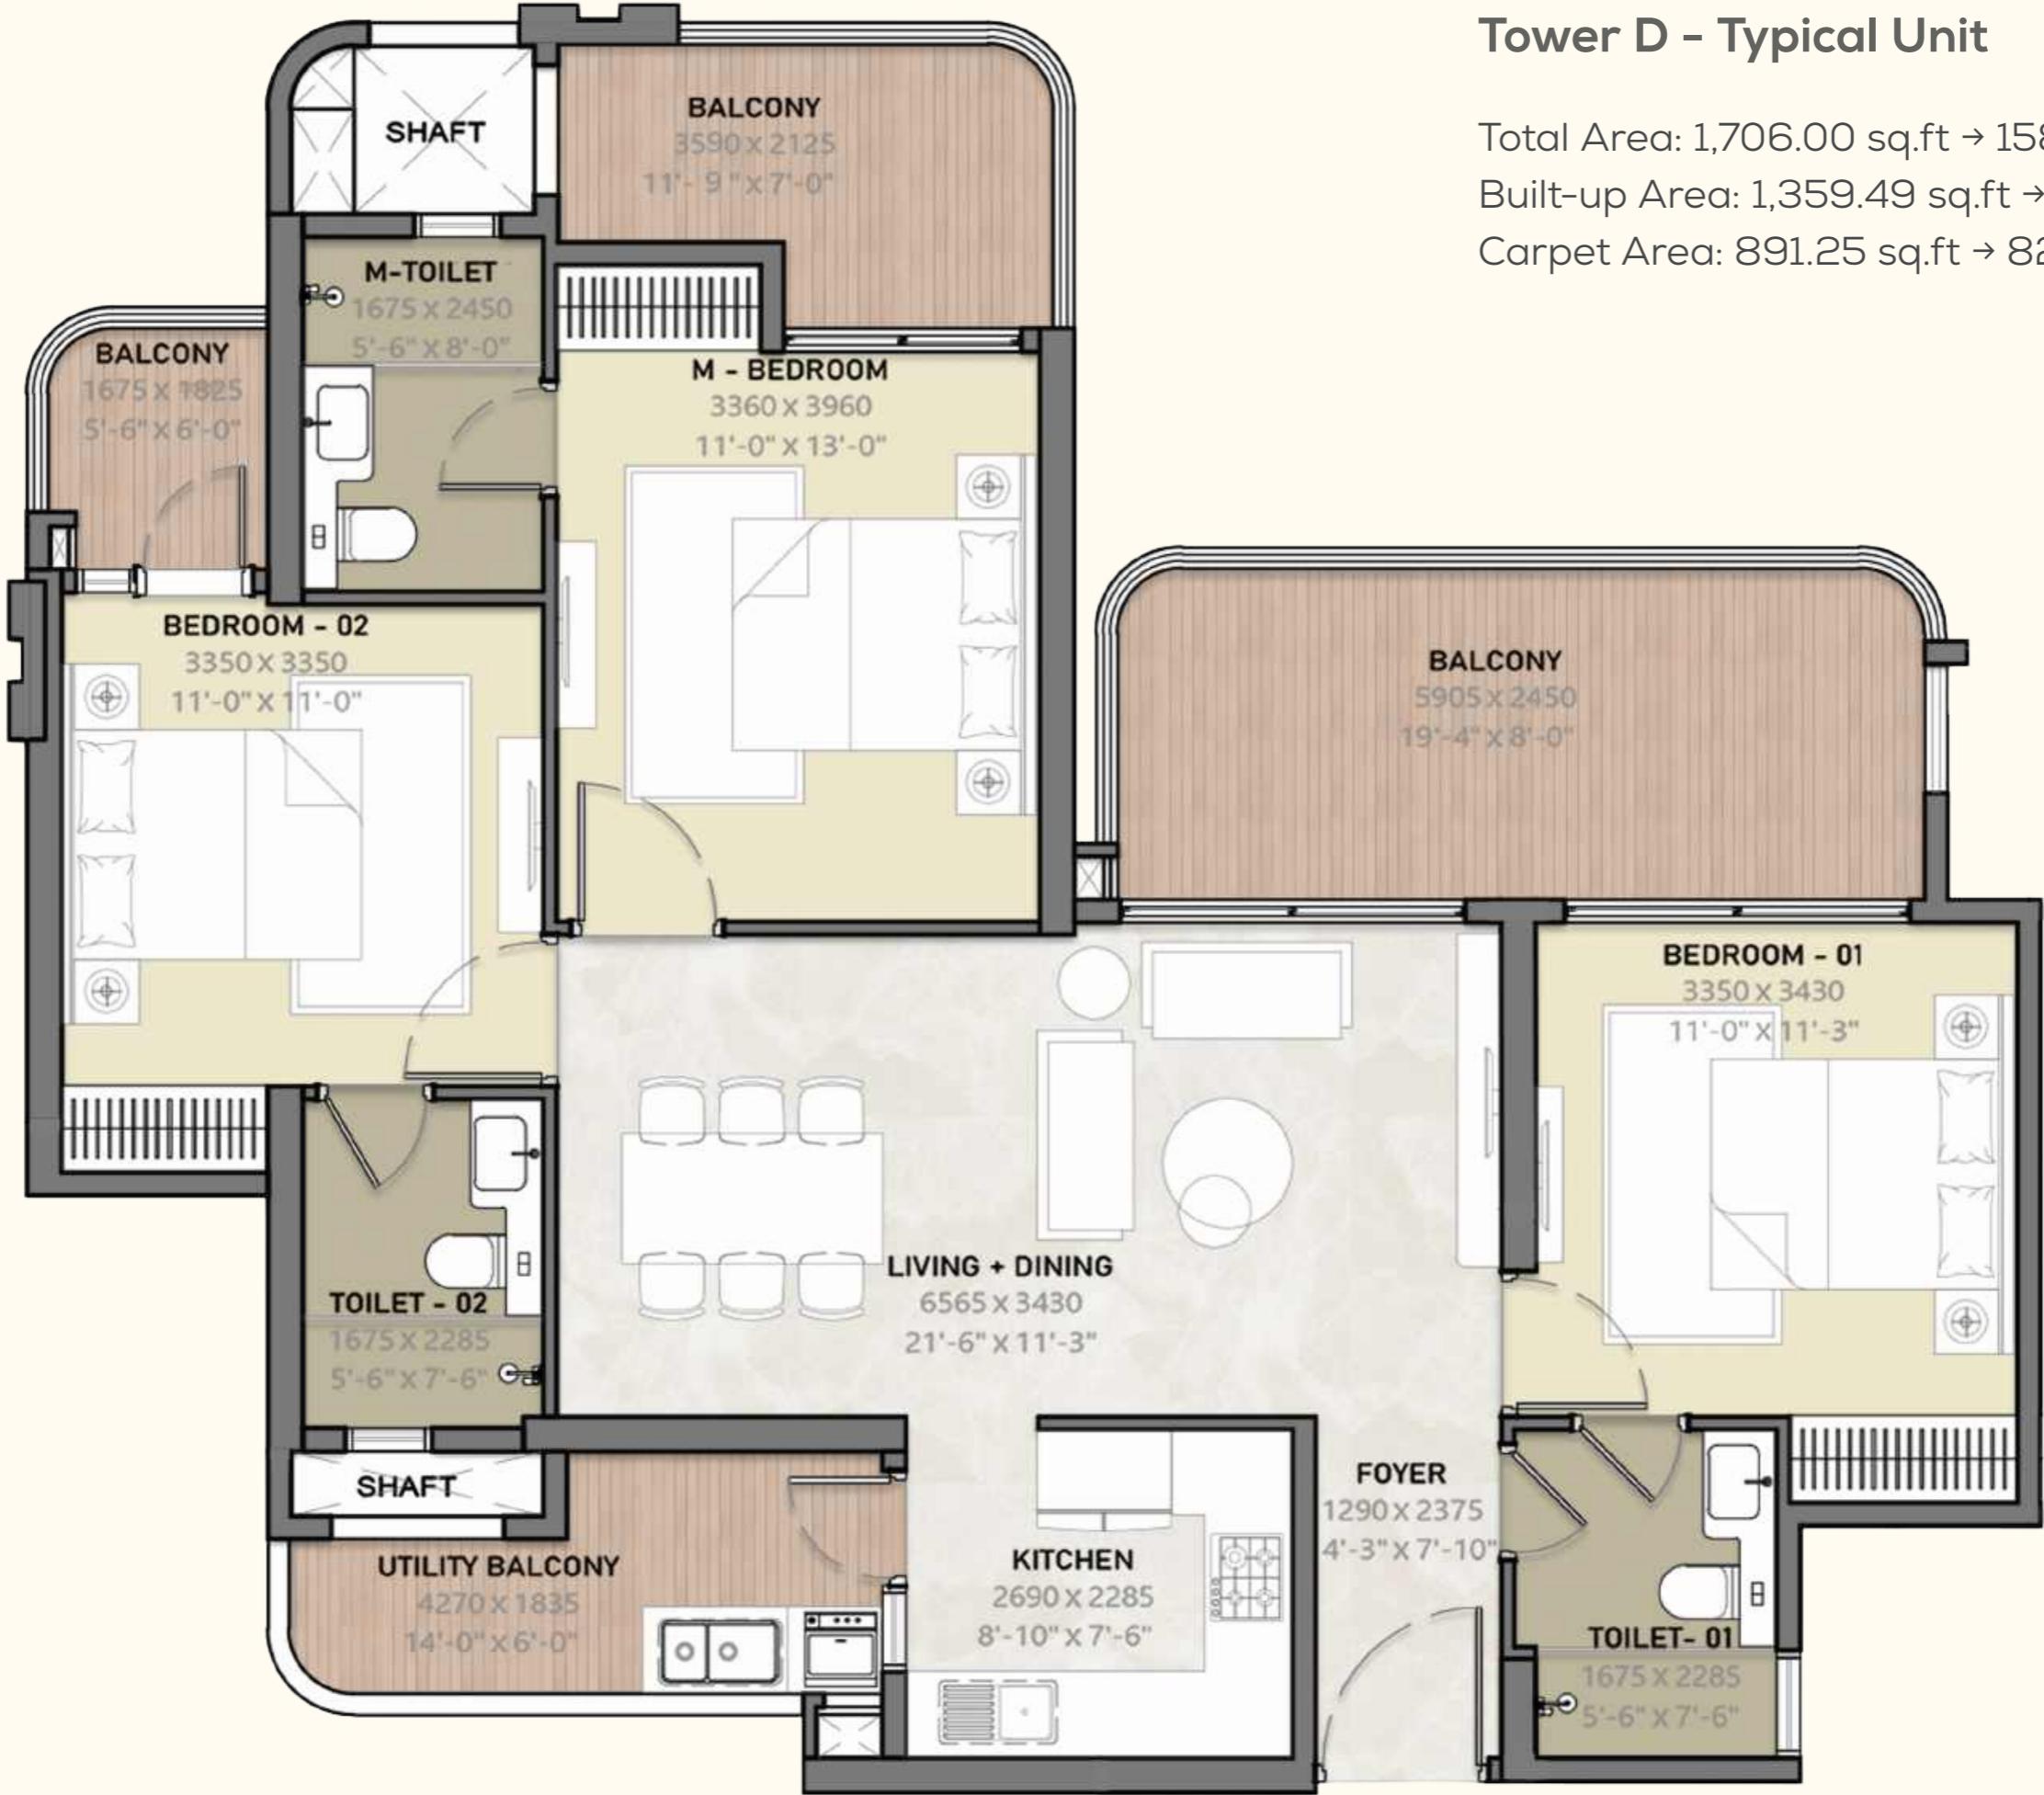 Tower D - Typical Unit
Total Area: 1,706.00 sq.ft → 158
Built-up Area: 1,359.49 sq.ft →
Carpet Area: 891.25 sq.ft → 82
SHAFT
BALCONY
3590 x 2125
11'- 9 " x 7'-0"
M-TOILET
1675 x 2450
5'-6" x 8'-0"
BALCONY
1675 x 1825
5'-6" x 6'-0"
M - BEDROOM
3360 x 3960
11'-0" X 13'-0"
BEDROOM - 02
3350 X 3350
11'-0" X 11'-0"
BALCONY
5905 x 2450
19'-4" x 8'-0"
BEDROOM - 01
3350 x 3430
11'-0" X 11'-3"
LIVING + DINING
6565 x 3430
21'-6" x 11'-3"
TOILET - 02
1675 x 2285
5'-6" x 7'-6"
SHAFT
UTILITY BALCONY
4270 x 1835
14'-0" x 6'-0"
KITCHEN
2690 x 2285
8'-10" x 7'-6"
FOYER
1290 x 2375
4'-3" x 7'-10"
TOILET- 01
1675 x 2285
5'-6" x 7'-6"